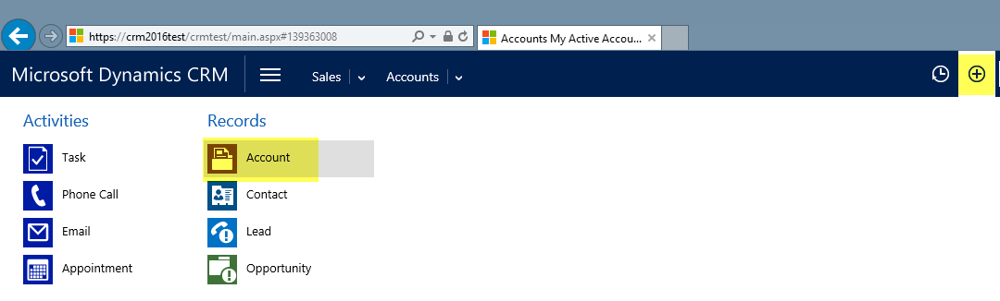 https://crm2016test/crmtest/main.aspx#139363008
Accounts My Active Accou...
Microsoft Dynamics CRM
Sales
Accounts
Activities
Records
Task
Account
Phone Call
Contact
Email
Lead
Appointment
Opportunity